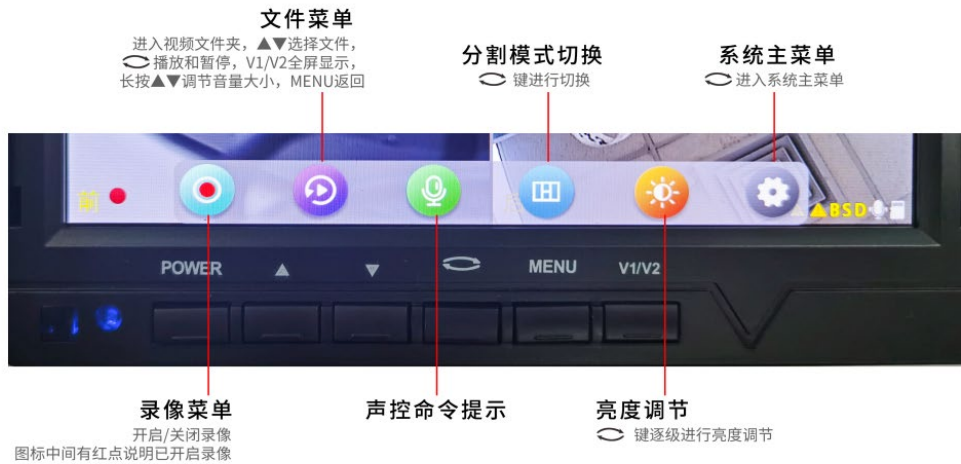 文件菜单
进入视频文件夹，▲▼选择文件，
播放和暂停，V1/V2全屏显示，
长按▲▼调节音量大小，MENU返回
分割模式切换
键进行切换
系统主菜单
进入系统主菜单
BSD
POWER ▲ ▼ MENU V1/V2
录像菜单
开启/关闭录像
图标中间有红点说明已开启录像
声控命令提示
亮度调节
键逐级进行亮度调节